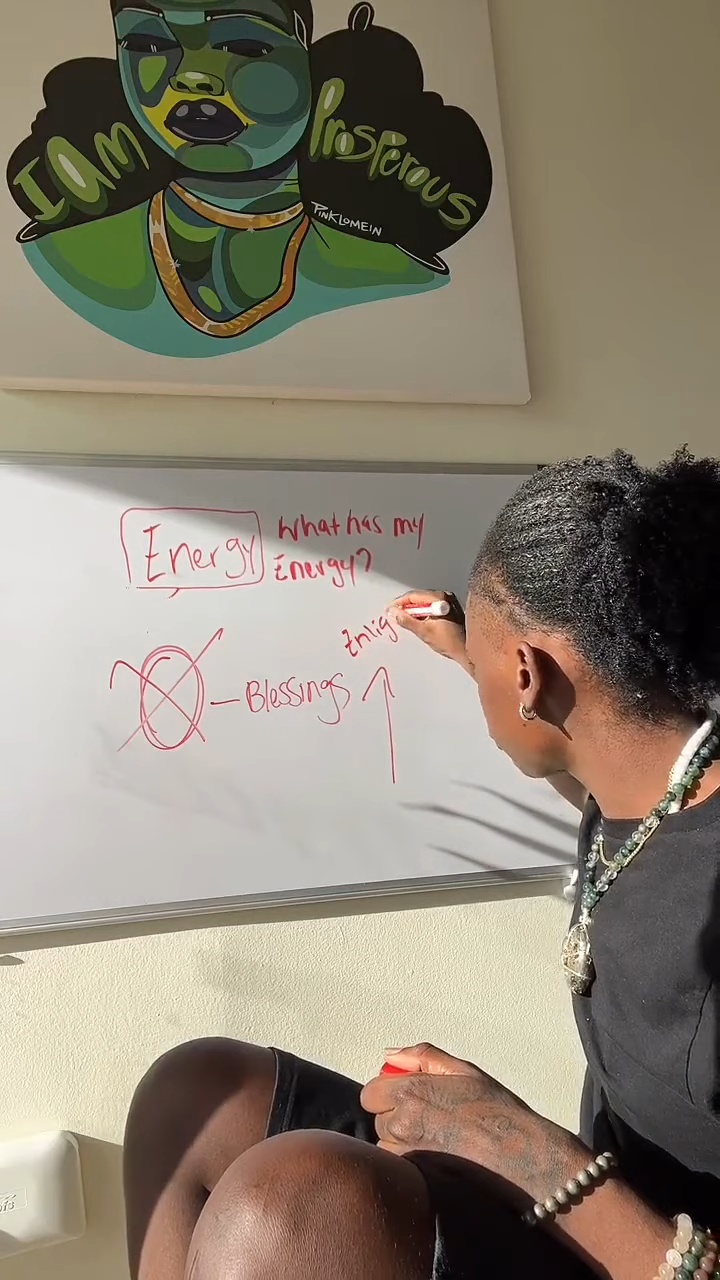 I am
Prosperous
PINKLOMEIN
Energy
What has my
Energy?
Enlig
Blessings